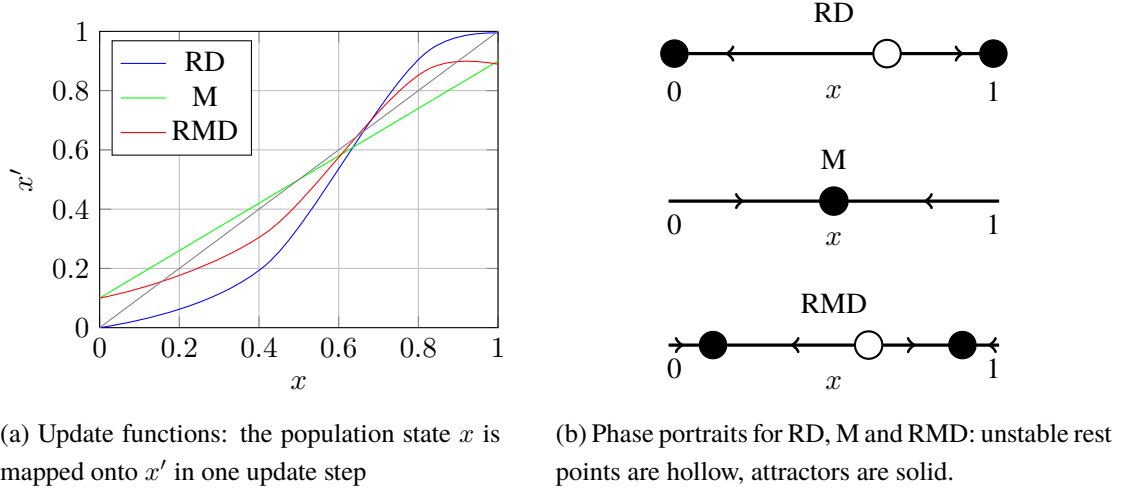 1
0.8
0.6
0.4
0.2
0
x′
RD
M
RMD
0
0.2
0.4
0.6
0.8
1
x
(a) Update functions: the population state x is
mapped onto x′ in one update step
RD
0
x
1
M
0
x
1
RMD
0
x
1
(b) Phase portraits for RD, M and RMD: unstable rest
points are hollow, attractors are solid.